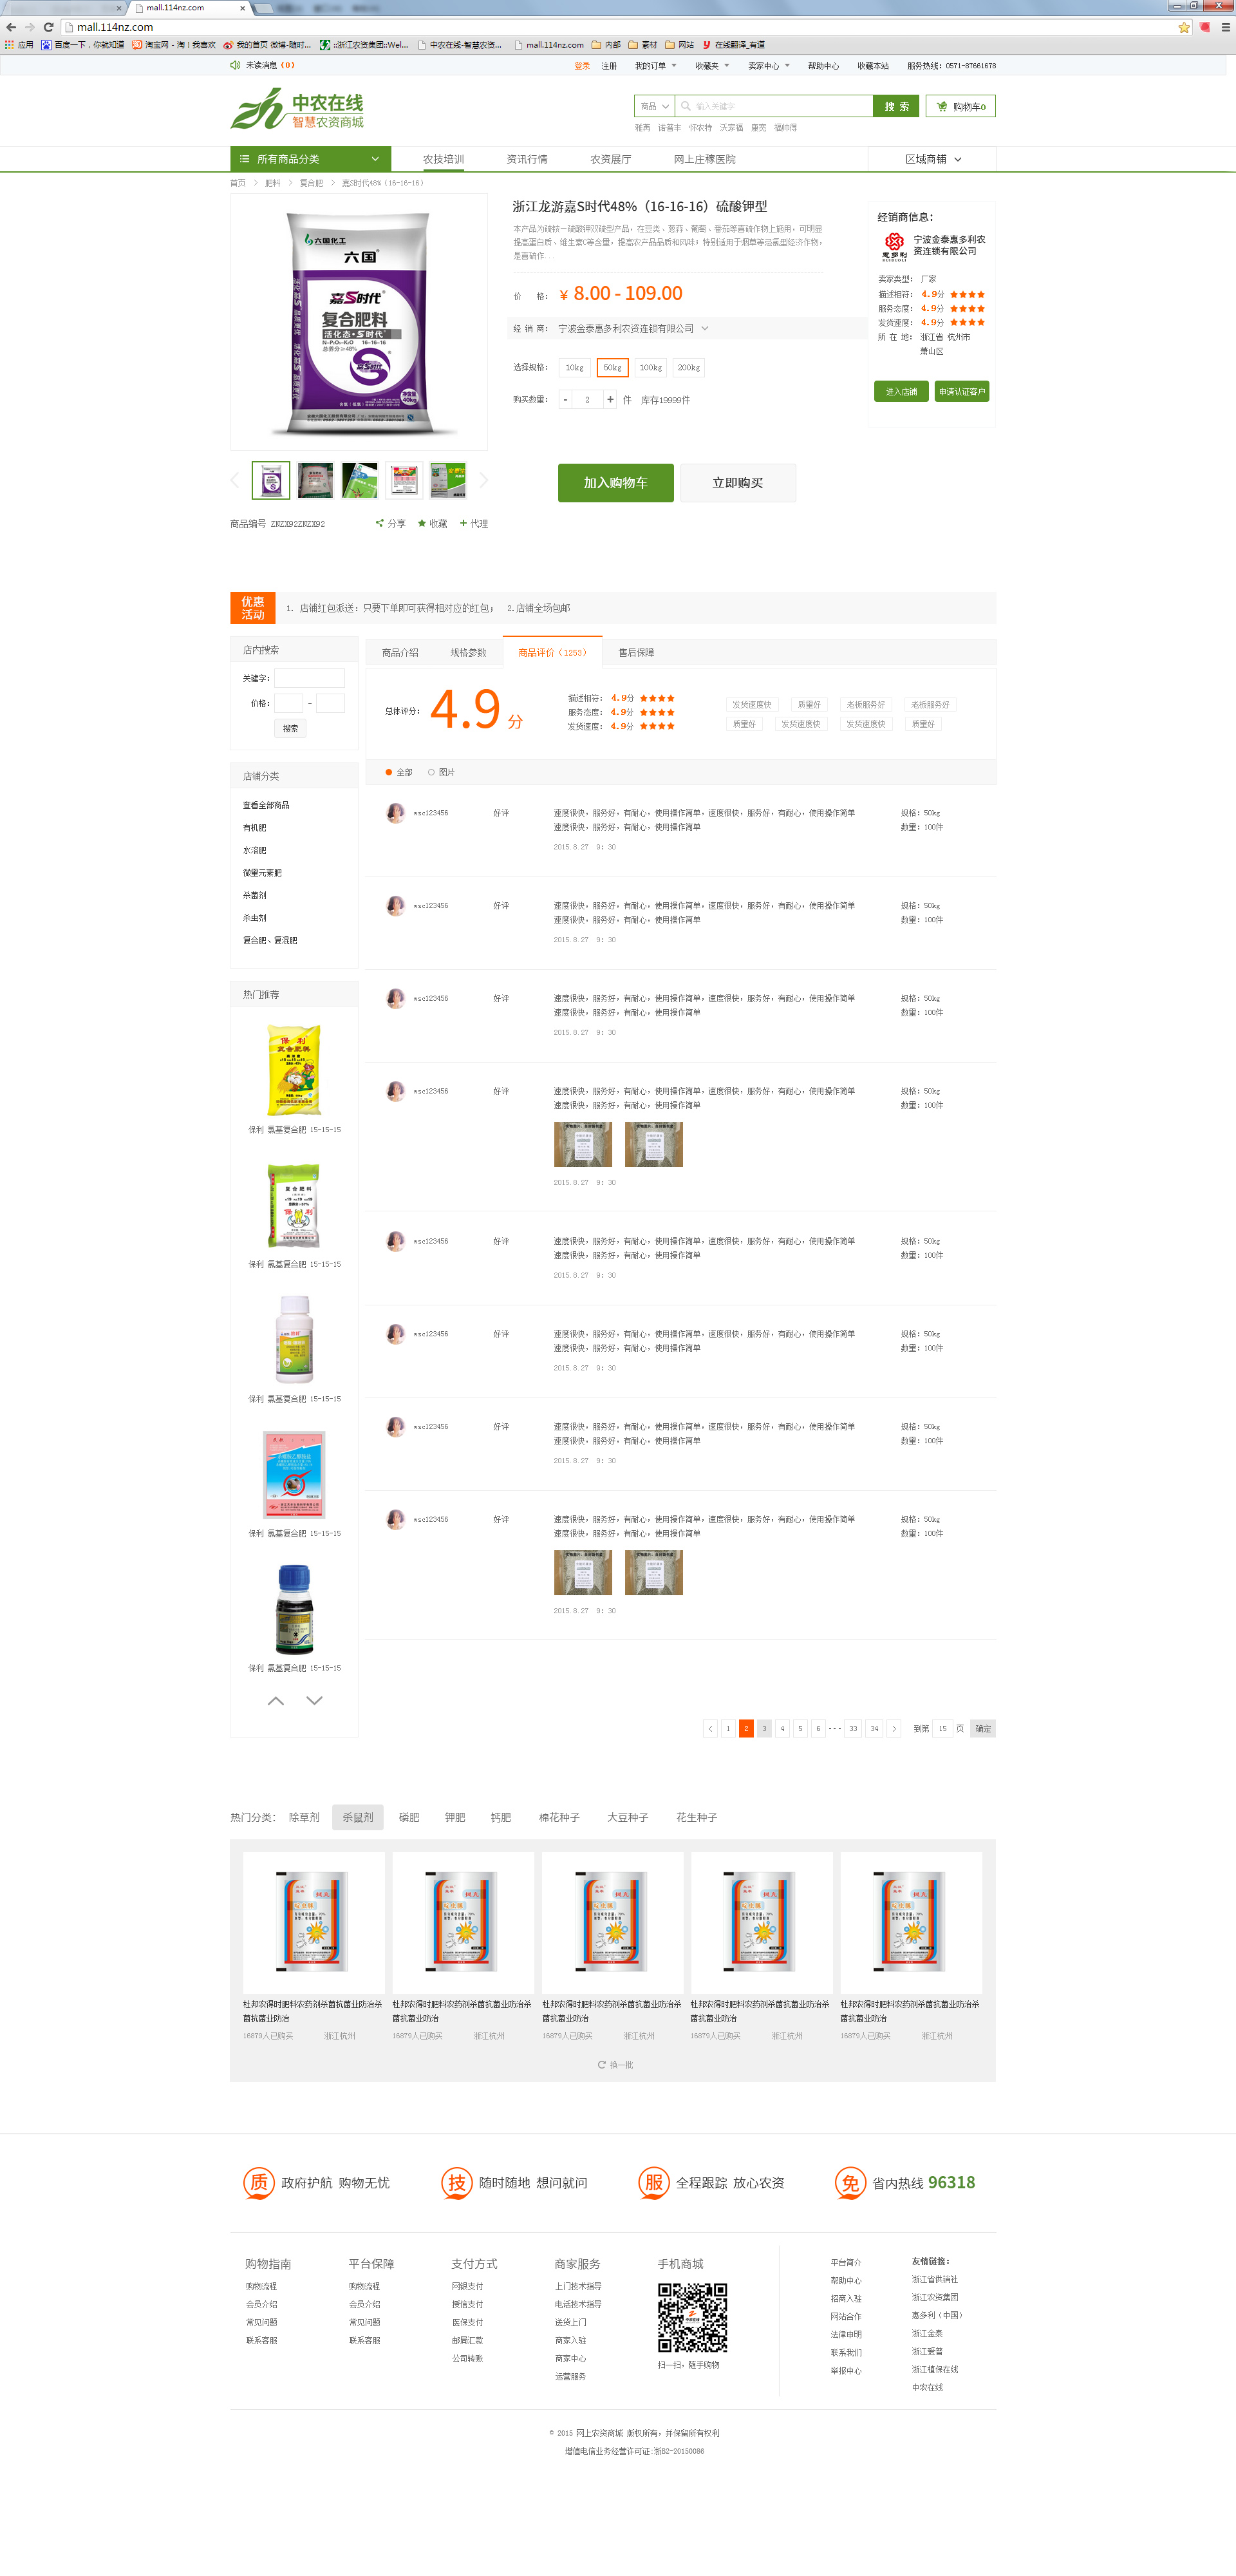 mall.114nz.com
mall.114nz.com
应用 百度一下，你就知道 淘宝网 - 淘！我喜欢 我的首页 微博-随时... ::浙江农资集团::Wel... 中农在线-智慧农资... mall.114nz.com 内部 素材 网站 在线翻译_有道
未读消息（0） 登录 注册 我的订单 收藏夹 卖家中心 帮助中心 收藏本站 服务热线：0571-87661678
中农在线
智慧农资商城
商品 输入关键字 搜 索 购物车0
雅苒 诺普丰 怀农特 沃家福 康宽 福帅得
所有商品分类 农技培训 资讯行情 农资展厅 网上庄稼医院 区域商铺
首页 > 肥料 > 复合肥 > 嘉S时代48%（16-16-16）
六国化工
六国
嘉S时代
复合肥料
活化态·S时代
N-P₂O₅-K₂O 16-16-16
总养分≥48%
净含量
40kg
浙江龙游嘉S时代48%（16-16-16）硫酸钾型
本产品为硫铵—硫酸钾双硫型产品，在豆类、葱蒜、葡萄、番茄等喜硫作物上施用，可明显
提高蛋白质、维生素C等含量，提高农产品品质和风味；特别适用于烟草等忌氯型经济作物，
是喜硫作...
价 格： ¥ 8.00 - 109.00
经 销 商： 宁波金泰惠多利农资连锁有限公司
选择规格： 10kg 50kg 100kg 200kg
购买数量： - 2 + 件 库存19999件
加入购物车 立即购买
经销商信息：
惠多利
宁波金泰惠多利农
资连锁有限公司
卖家类型： 厂家
描述相符： 4.9分
服务态度： 4.9分
发货速度： 4.9分
所 在 地： 浙江省 杭州市
萧山区
进入店铺 申请认证客户
商品编号 ZNZX92ZNZX92 分享 收藏 代理
优惠
活动
1. 店铺红包派送：只要下单即可获得相对应的红包； 2.店铺全场包邮
店内搜索
关键字：
价格： -
搜索
店铺分类
查看全部商品
有机肥
水溶肥
微量元素肥
杀菌剂
杀虫剂
复合肥、复混肥
热门推荐
保利
复合肥料
保利 氯基复合肥 15-15-15
复合肥料
保利
保利 氯基复合肥 15-15-15
保利 氯基复合肥 15-15-15
保利 氯基复合肥 15-15-15
保利 氯基复合肥 15-15-15
商品介绍 规格参数 商品评价（1253） 售后保障
总体评分： 4.9 分
描述相符： 4.9分
服务态度： 4.9分
发货速度： 4.9分
发货速度快 质量好 老板服务好 老板服务好
质量好 发货速度快 发货速度快 质量好
全部 图片
wsc123456 好评 速度很快，服务好，有耐心，使用操作简单，速度很快，服务好，有耐心，使用操作简单 规格：50kg
速度很快，服务好，有耐心，使用操作简单 数量：100件
2015.8.27 9：30
wsc123456 好评 速度很快，服务好，有耐心，使用操作简单，速度很快，服务好，有耐心，使用操作简单 规格：50kg
速度很快，服务好，有耐心，使用操作简单 数量：100件
2015.8.27 9：30
wsc123456 好评 速度很快，服务好，有耐心，使用操作简单，速度很快，服务好，有耐心，使用操作简单 规格：50kg
速度很快，服务好，有耐心，使用操作简单 数量：100件
2015.8.27 9：30
wsc123456 好评 速度很快，服务好，有耐心，使用操作简单，速度很快，服务好，有耐心，使用操作简单 规格：50kg
速度很快，服务好，有耐心，使用操作简单 数量：100件
2015.8.27 9：30
wsc123456 好评 速度很快，服务好，有耐心，使用操作简单，速度很快，服务好，有耐心，使用操作简单 规格：50kg
速度很快，服务好，有耐心，使用操作简单 数量：100件
2015.8.27 9：30
wsc123456 好评 速度很快，服务好，有耐心，使用操作简单，速度很快，服务好，有耐心，使用操作简单 规格：50kg
速度很快，服务好，有耐心，使用操作简单 数量：100件
2015.8.27 9：30
wsc123456 好评 速度很快，服务好，有耐心，使用操作简单，速度很快，服务好，有耐心，使用操作简单 规格：50kg
速度很快，服务好，有耐心，使用操作简单 数量：100件
2015.8.27 9：30
wsc123456 好评 速度很快，服务好，有耐心，使用操作简单，速度很快，服务好，有耐心，使用操作简单 规格：50kg
速度很快，服务好，有耐心，使用操作简单 数量：100件
2015.8.27 9：30
< 1 2 3 4 5 6 ··· 33 34 > 到第 15 页 确定
热门分类： 除草剂 杀鼠剂 磷肥 钾肥 钙肥 棉花种子 大豆种子 花生种子
杜邦农得时肥料农药剂杀菌抗菌业防治杀 杜邦农得时肥料农药剂杀菌抗菌业防治杀 杜邦农得时肥料农药剂杀菌抗菌业防治杀 杜邦农得时肥料农药剂杀菌抗菌业防治杀 杜邦农得时肥料农药剂杀菌抗菌业防治杀
菌抗菌业防治 菌抗菌业防治 菌抗菌业防治 菌抗菌业防治 菌抗菌业防治
16879人已购买 浙江杭州 16879人已购买 浙江杭州 16879人已购买 浙江杭州 16879人已购买 浙江杭州 16879人已购买 浙江杭州
换一批
质 政府护航 购物无忧 技 随时随地 想问就问 服 全程跟踪 放心农资 免 省内热线 96318
购物指南
购物流程
会员介绍
常见问题
联系客服
平台保障
购物流程
会员介绍
常见问题
联系客服
支付方式
网银支付
授信支付
医保支付
邮局汇款
公司转账
商家服务
上门技术指导
电话技术指导
送货上门
商家入驻
商家中心
运营服务
手机商城
扫一扫，随手购物
平台简介
帮助中心
招商入驻
网站合作
法律申明
联系我们
举报中心
友情链接：
浙江省供销社
浙江农资集团
惠多利（中国）
浙江金泰
浙江爱普
浙江植保在线
中农在线
© 2015 网上农资商城 版权所有，并保留所有权利
增值电信业务经营许可证:浙B2-20150086